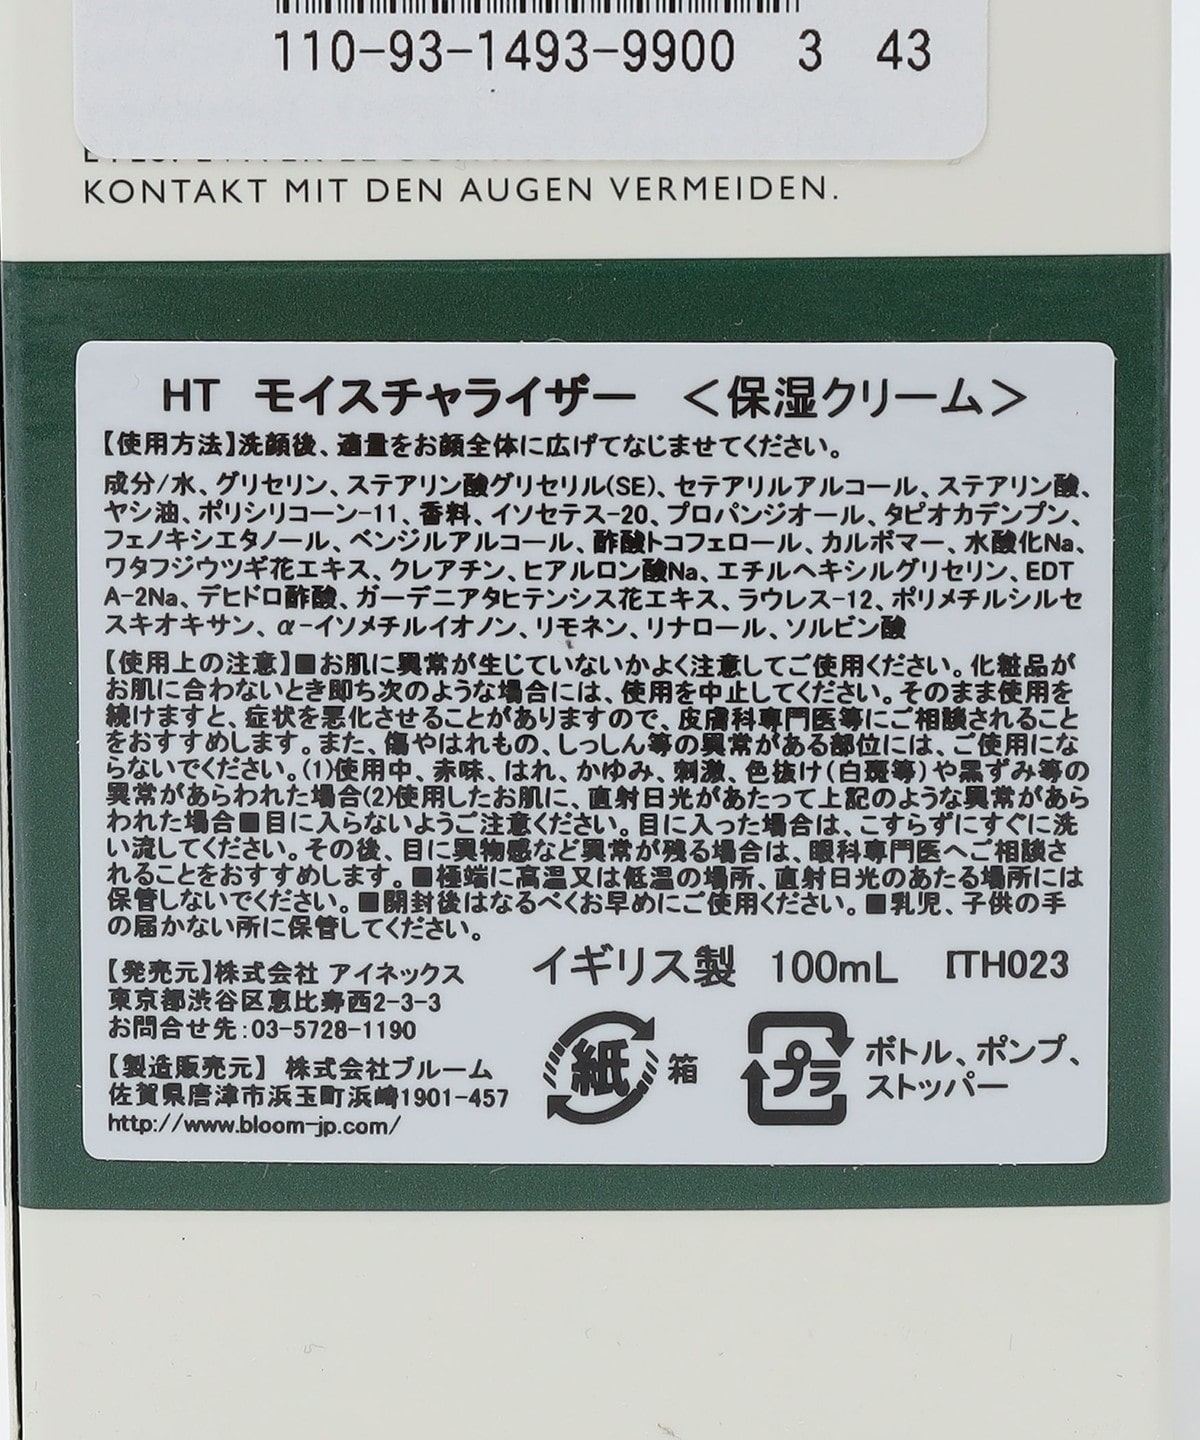 110-93-1493-9900 3 43
KONTAKT MIT DEN AUGEN VERMEIDEN.
HT モイスチャライザー <保湿クリーム>
【使用方法】洗顔後、適量をお顔全体に広げてなじませてください。
成分/水、グリセリン、ステアリン酸グリセリル(SE)、セテアリルアルコール、ステアリン酸、
ヤシ油、ポリシリコーン-11、香料、イソセテス-20、プロパンジオール、タピオカデンプン、
フェノキシエタノール、ベンジルアルコール、酢酸トコフェロール、カルボマー、水酸化Na、
ワタフジウツギ花エキス、クレアチン、ヒアルロン酸Na、エチルヘキシルグリセリン、EDT
A-2Na、デヒドロ酢酸、ガーデニアタヒテンシス花エキス、ラウレス-12、ポリメチルシルセ
スキオキサン、α-イソメチルイオノン、リモネン、リナロール、ソルビン酸
【使用上の注意】■お肌に異常が生じていないかよく注意してご使用ください。化粧品が
お肌に合わないとき即ち次のような場合には、使用を中止してください。そのまま使用を
続けますと、症状を悪化させることがありますので、皮膚科専門医等にご相談されること
をおすすめします。また、傷やはれもの、しっしん等の異常がある部位には、ご使用にな
らないでください。(1)使用中、赤味、はれ、かゆみ、刺激、色抜け(白斑等)や黒ずみ等の
異常があらわれた場合(2)使用したお肌に、直射日光があたって上記のような異常があら
われた場合■目に入らないようご注意ください。目に入った場合は、こすらずにすぐに洗
い流してください。その後、目に異物感など異常が残る場合は、眼科専門医へご相談さ
れることをおすすめします。■極端に高温又は低温の場所、直射日光のあたる場所には
保管しないでください。■開封後はなるべくお早めにご使用ください。■乳児、子供の手
の届かない所に保管してください。
イギリス製 100mL ITH023
【発売元】株式会社 アイネックス
東京都渋谷区恵比寿西2-3-3
お問合せ先:03-5728-1190
【製造販売元】 株式会社ブルーム
佐賀県唐津市浜玉町浜崎1901-457
http://www.bloom-jp.com/
紙 箱
プラ ボトル、ポンプ、
ストッパー